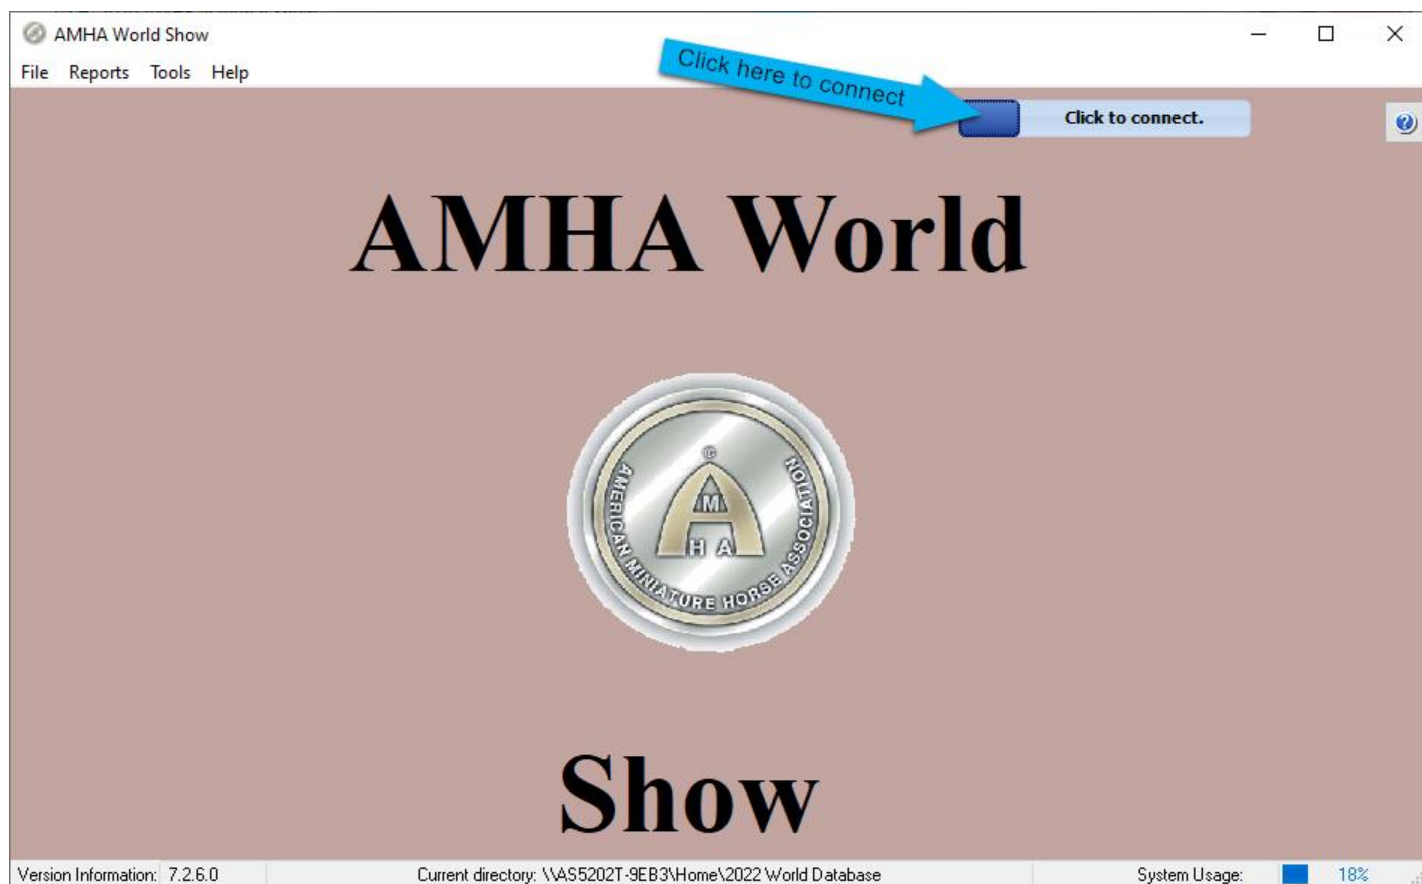 AMHA World Show
File Reports Tools Help
Click here to connect
Click to connect.
AMHA World
©
AMERICAN MINIATURE HORSE ASSOCIATION
M
H A
Show
Version Information: 7.2.6.0 Current directory: \\AS5202T-9EB3\Home\2022 World Database System Usage: 18%